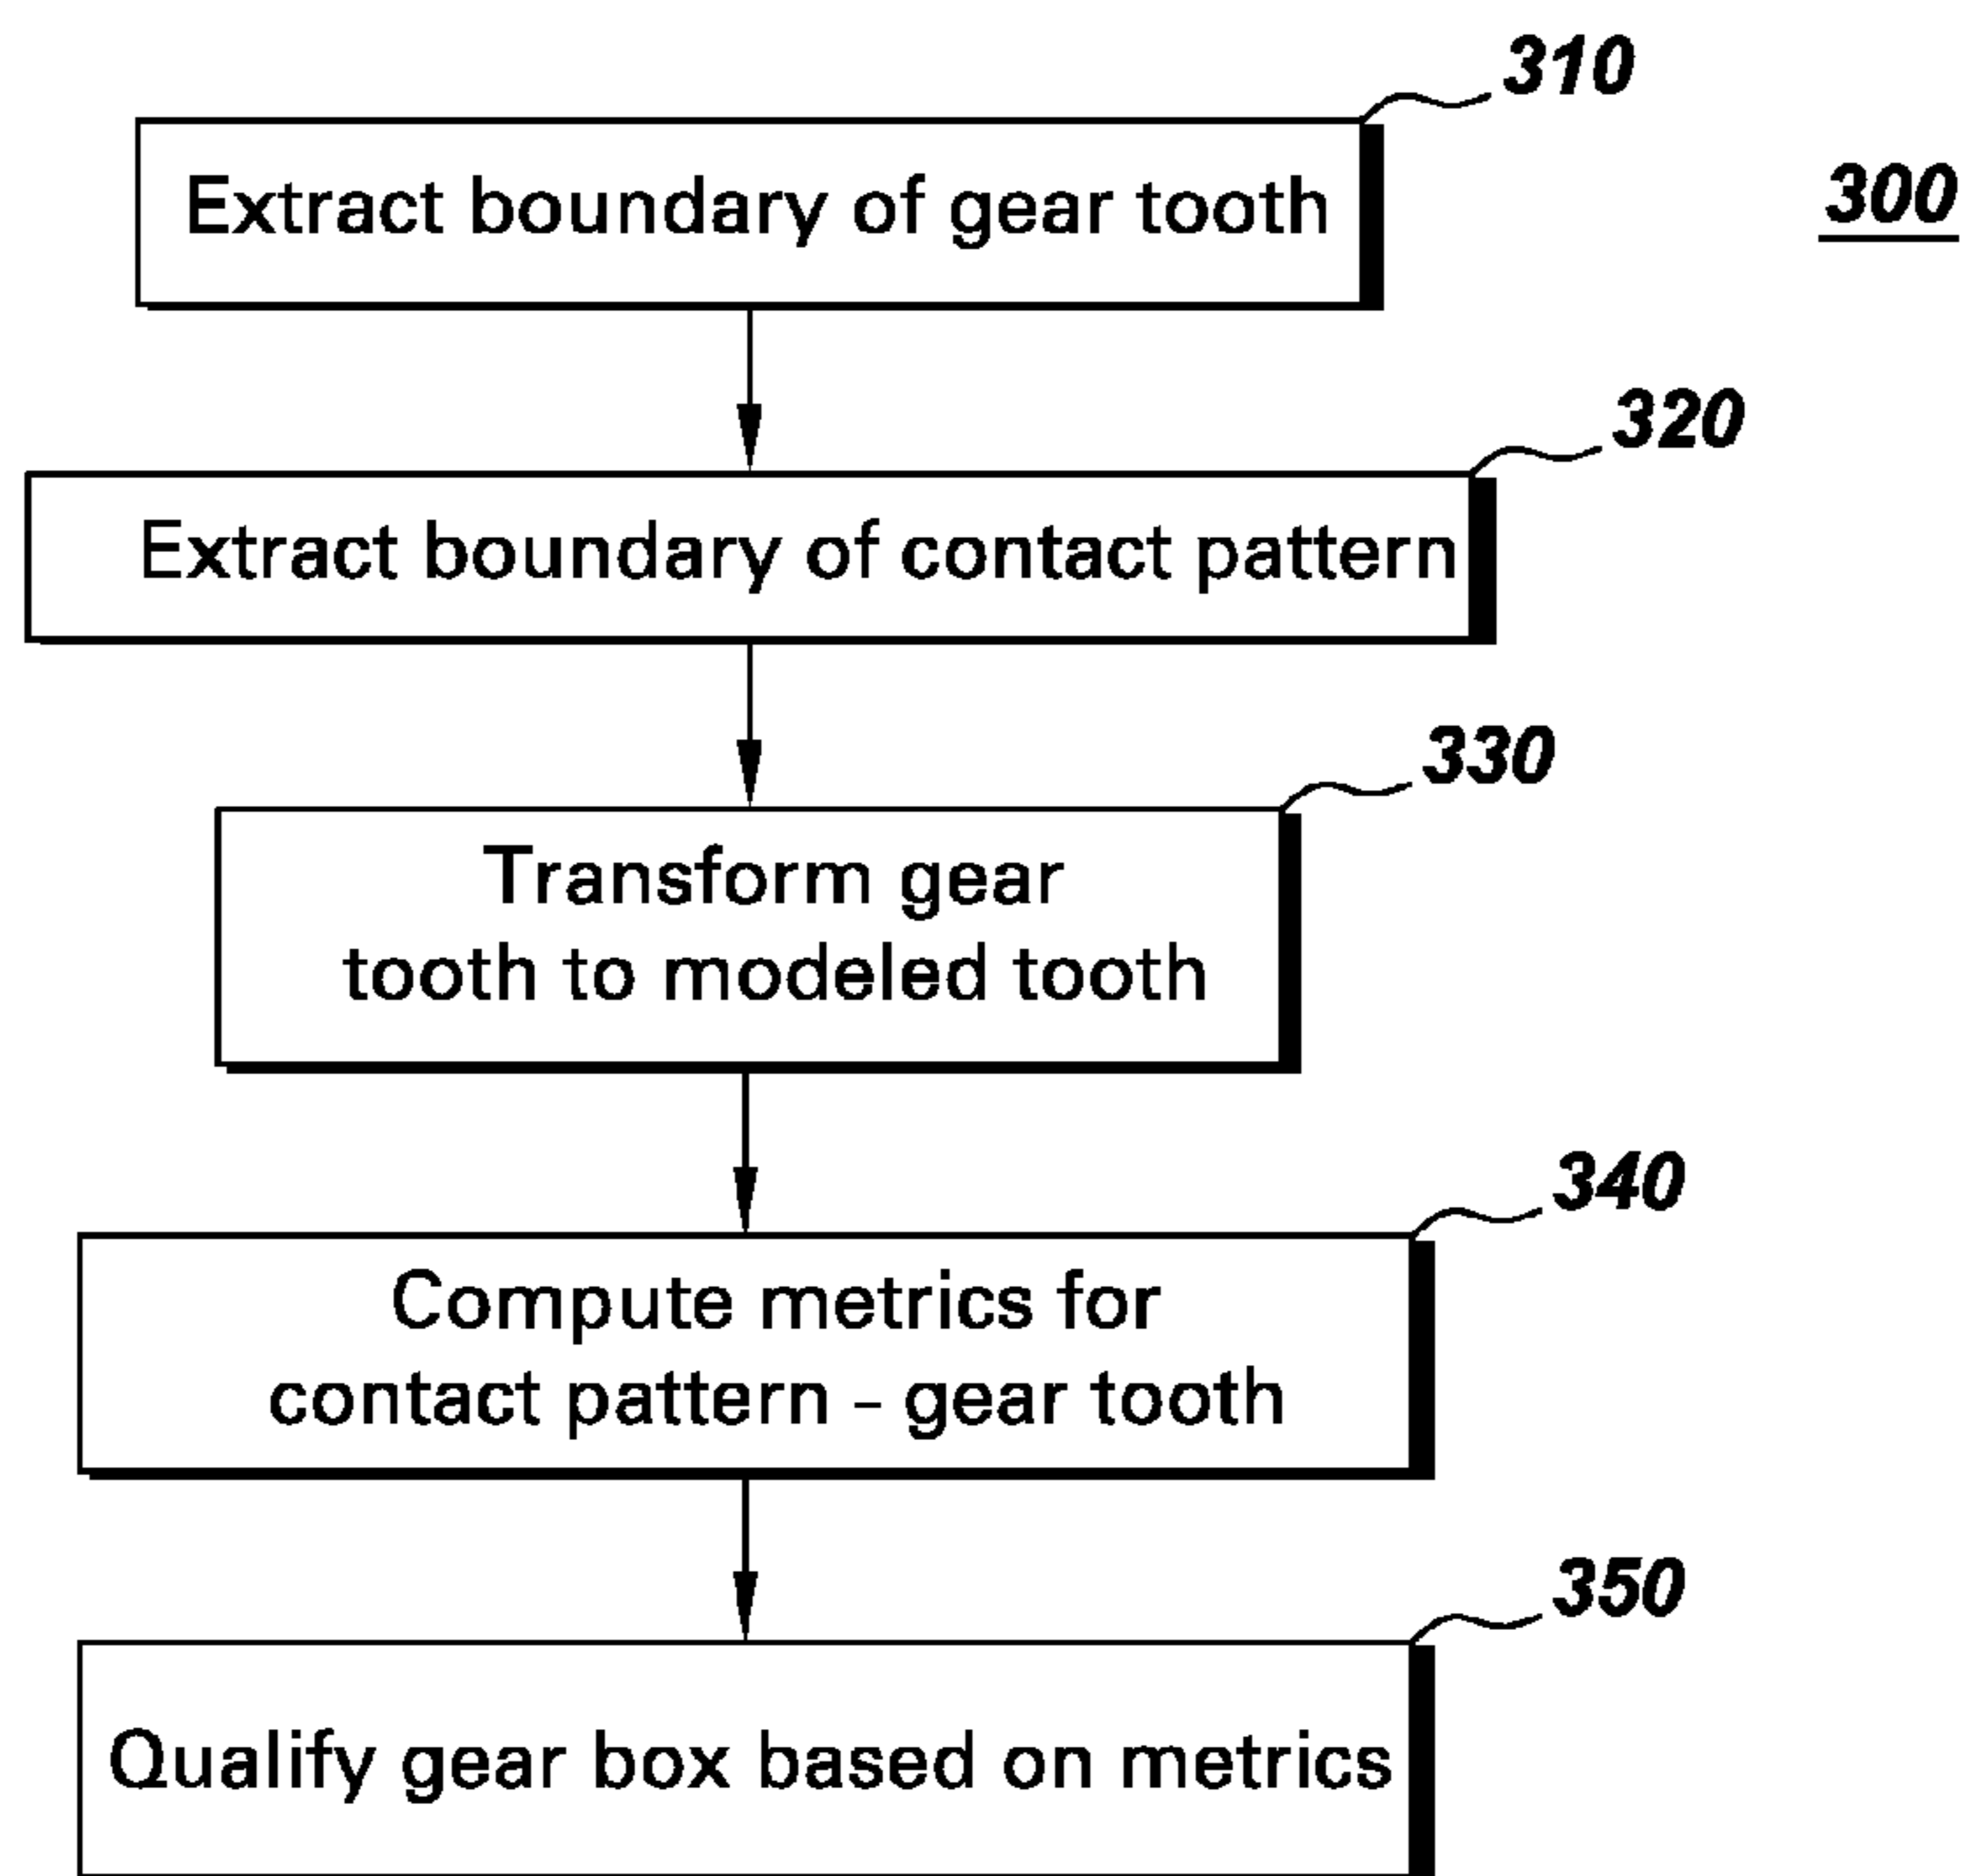 310
300
Extract boundary of gear tooth
320
Extract boundary of contact pattern
330
Transform gear
tooth to modeled tooth
340
Compute metrics for
contact pattern - gear tooth
350
Qualify gear box based on metrics